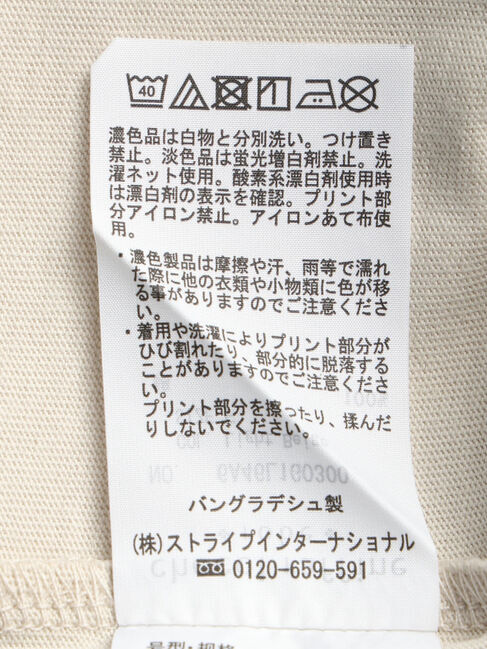 40
濃色品は白物と分別洗い。つけ置き
禁止。淡色品は蛍光増白剤禁止。洗
濯ネット使用。酸素系漂白剤使用時
は漂白剤の表示を確認。プリント部
分アイロン禁止。アイロンあて布使
用。
・濃色製品は摩擦や汗、雨等で濡れ
た際に他の衣類や小物類に色が移
る事がありますのでご注意くださ
い。
・着用や洗濯によりプリント部分が
ひび割れたり、部分的に脱落する
ことがありますがご注意ください。
プリント部分を擦ったり、揉んだ
りしないでください。
Light Beige
NO. 6A46L1G0300
バングラデシュ製
(株)ストライプインターナショナル
0120-659-591
号型・规格